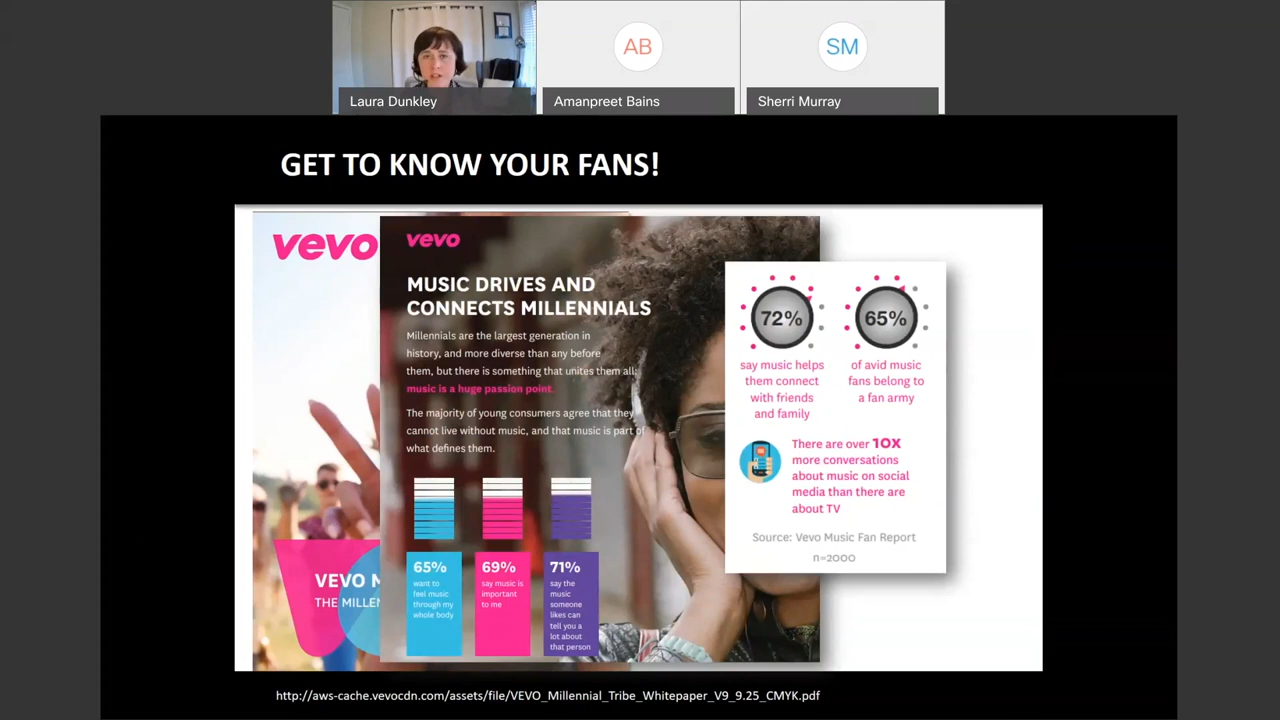 AB
SM
Laura Dunkley
Amanpreet Bains
Sherri Murray
GET TO KNOW YOUR FANS!
vevo
VEVO
THE MILLEN
vevo
MUSIC DRIVES AND
CONNECTS MILLENNIALS
Millennials are the largest generation in
history, and more diverse than any before
them, but there is something that unites them all:
music is a huge passion point.
The majority of young consumers agree that they
cannot live without music, and that music is part of
what defines them.
65%
want to
feel music
through my
whole body
69%
say music is
important
to me
71%
say the
music
someone
likes can
tell you a
lot about
that person
72%
say music helps
them connect
with friends
and family
65%
of avid music
fans belong to
a fan army
There are over 10X
more conversations
about music on social
media than there are
about TV
Source: Vevo Music Fan Report
n=2000
http://aws-cache.vevocdn.com/assets/file/VEVO_Millennial_Tribe_Whitepaper_V9_9.25_CMYK.pdf